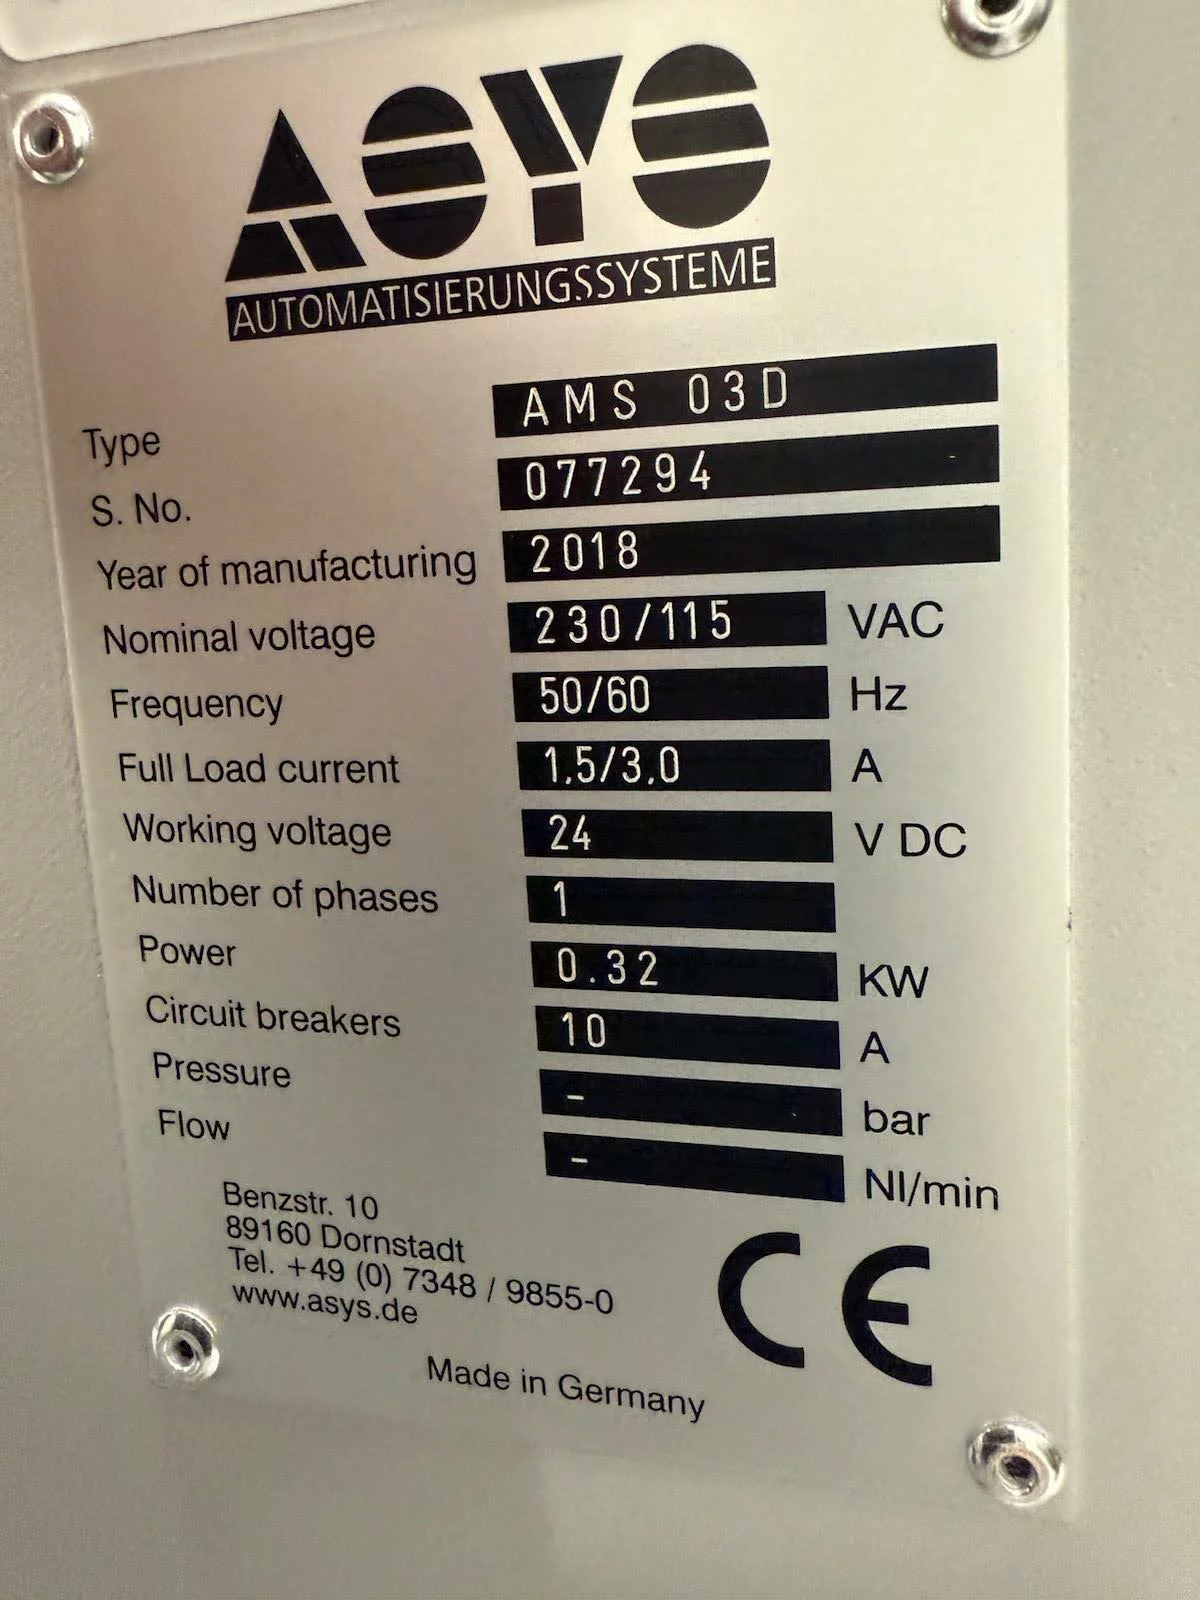 ASYS
AUTOMATISIERUNGSSYSTEME
Type AMS 03D
S. No. 077294
Year of manufacturing 2018
Nominal voltage 230/115 VAC
Frequency 50/60 Hz
Full Load current 1.5/3.0 A
Working voltage 24 V DC
Number of phases 1
Power 0.32 KW
Circuit breakers 10 A
Pressure - bar
Flow - Nl/min
Benzstr. 10
89160 Dornstadt
Tel. +49 (0) 7348 / 9855-0
www.asys.de
CE
Made in Germany